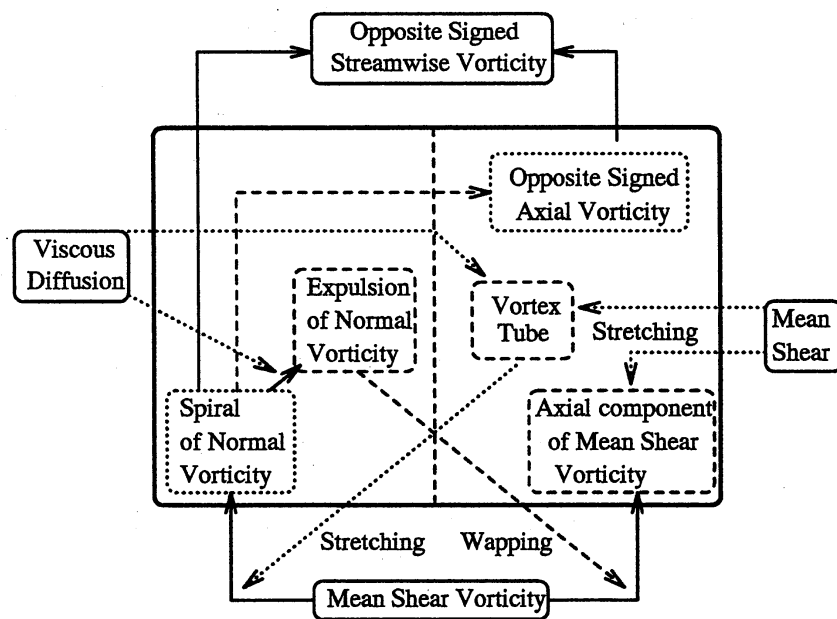 Opposite Signed
Streamwise Vorticity
Opposite Signed
Axial Vorticity
Viscous
Diffusion
Expulsion
of Normal
Vorticity
Vortex
Tube
Stretching
Mean
Shear
Spiral
of Normal
Vorticity
Axial component
of Mean Shear
Vorticity
Stretching
Wapping
Mean Shear Vorticity